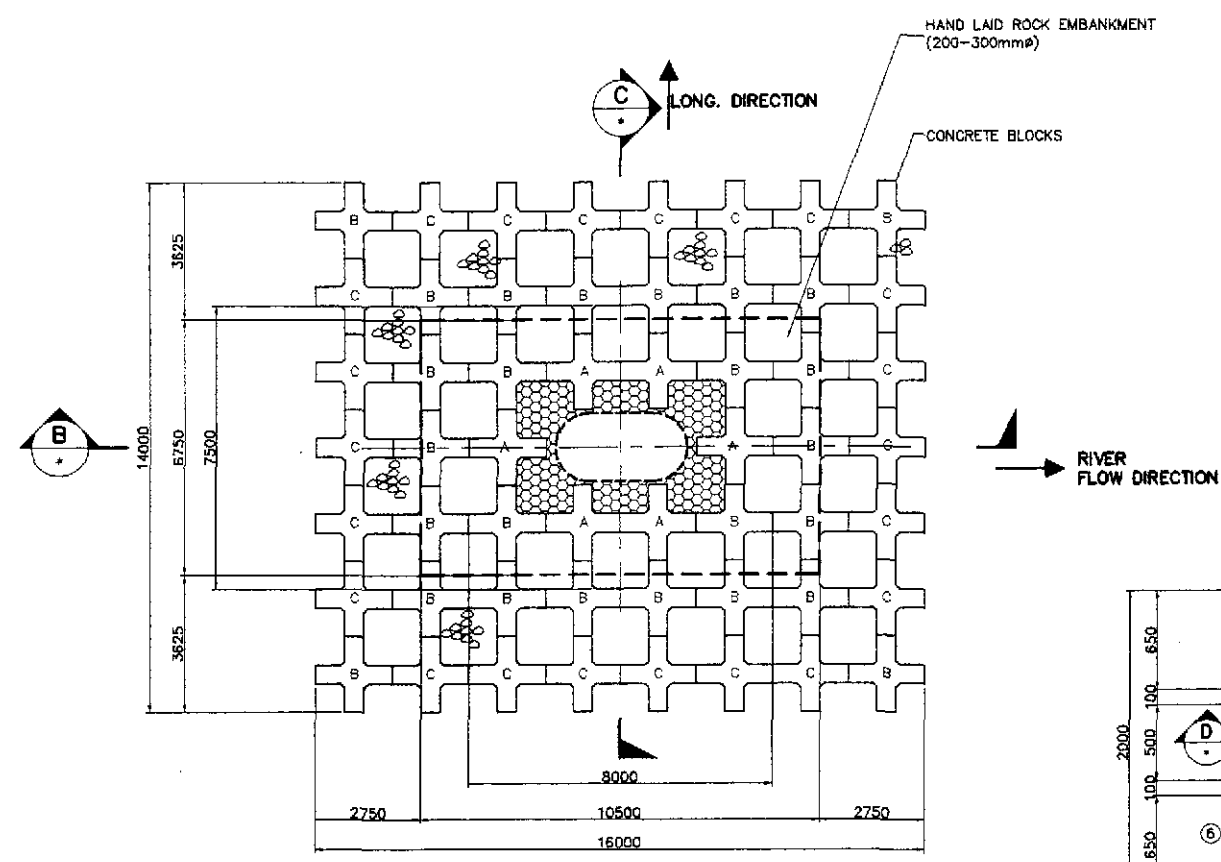 HAND LAID ROCK EMBANKMENT
(200-300mmø)
C
*
LONG. DIRECTION
CONCRETE BLOCKS
B C C C C C C B
3625
C B B B B B B C
C B B A A B B C
B
*
14000
6750
7500
C B A A B C
RIVER
FLOW DIRECTION
C B B A A B B C
C B B B B B B C
3625
B C C C C C C B
8000
2750 10500 2750
16000
2000
650
100
500
100
650
D
*
6